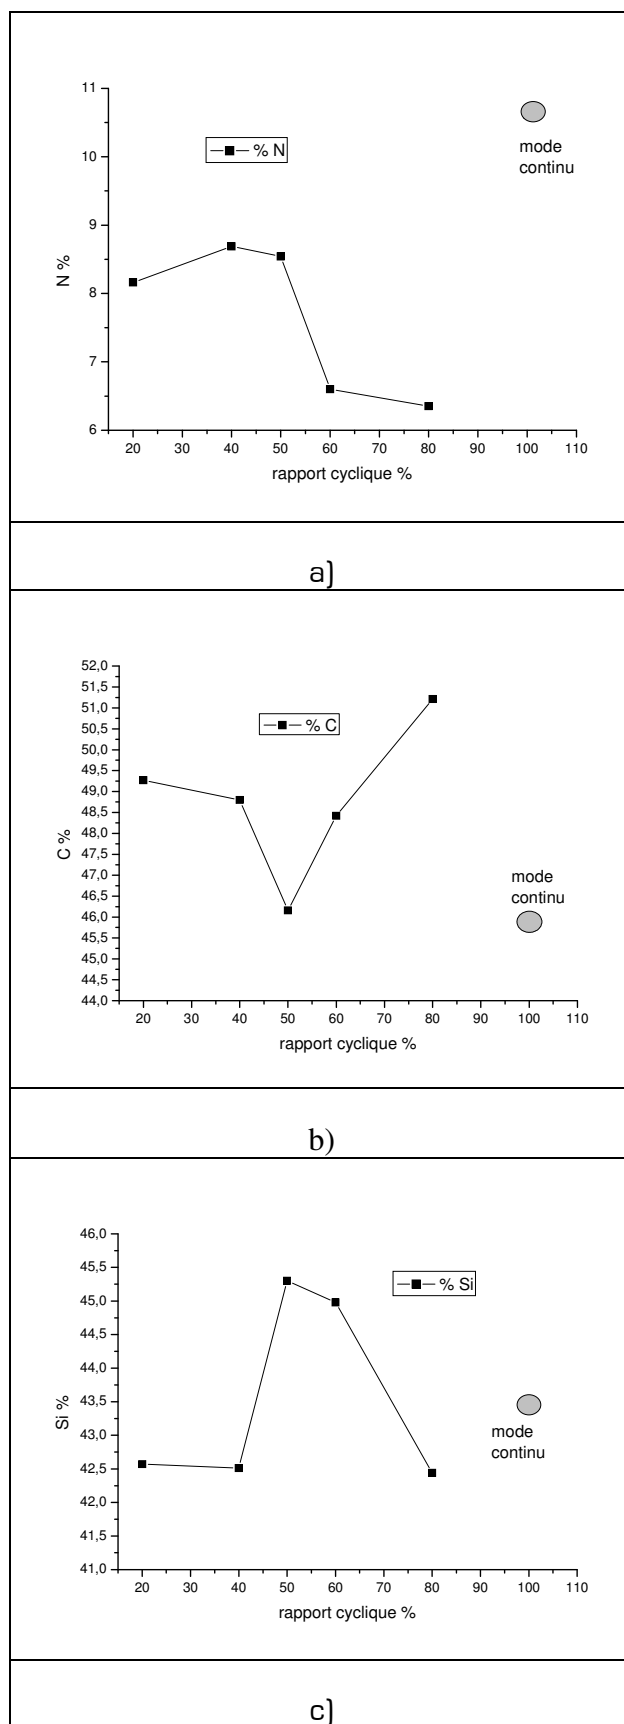 11
10
9
8
7
6
N %
% N
mode
continu
20 30 40 50 60 70 80 90 100 110
rapport cyclique %
a)
52,0
51,5
51,0
50,5
50,0
49,5
49,0
48,5
48,0
47,5
47,0
46,5
46,0
45,5
45,0
44,5
44,0
C %
% C
mode
continu
20 30 40 50 60 70 80 90 100 110
rapport cyclique %
b)
46,0
45,5
45,0
44,5
44,0
43,5
43,0
42,5
42,0
41,5
41,0
Si %
% Si
mode
continu
20 30 40 50 60 70 80 90 100 110
rapport cyclique %
c)